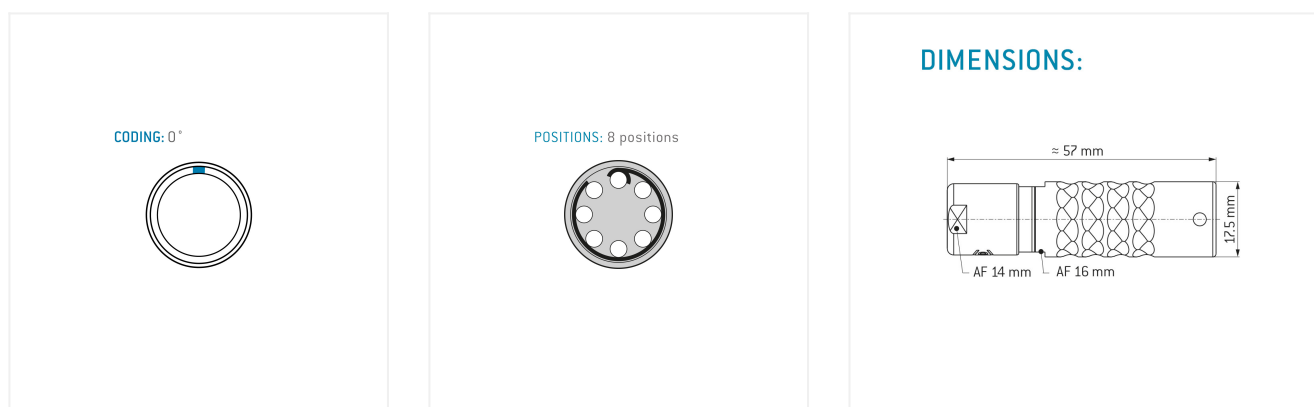 CODING: 0°
POSITIONS: 8 positions
DIMENSIONS:
≈ 57 mm
17.5 mm
AF 14 mm
AF 16 mm